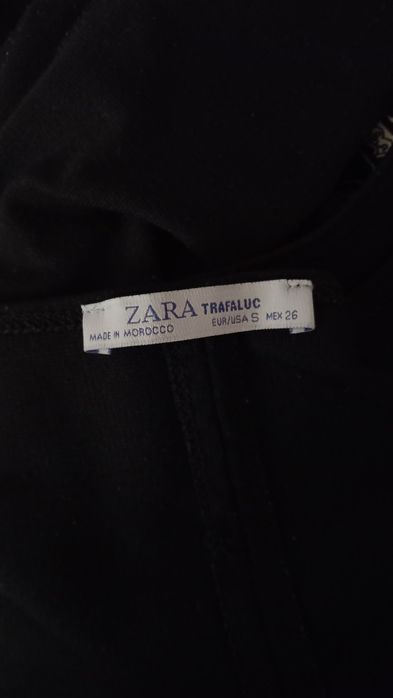 ZARA TRAFALUC
MADE IN MOROCCO EUR/USA S MEX 26